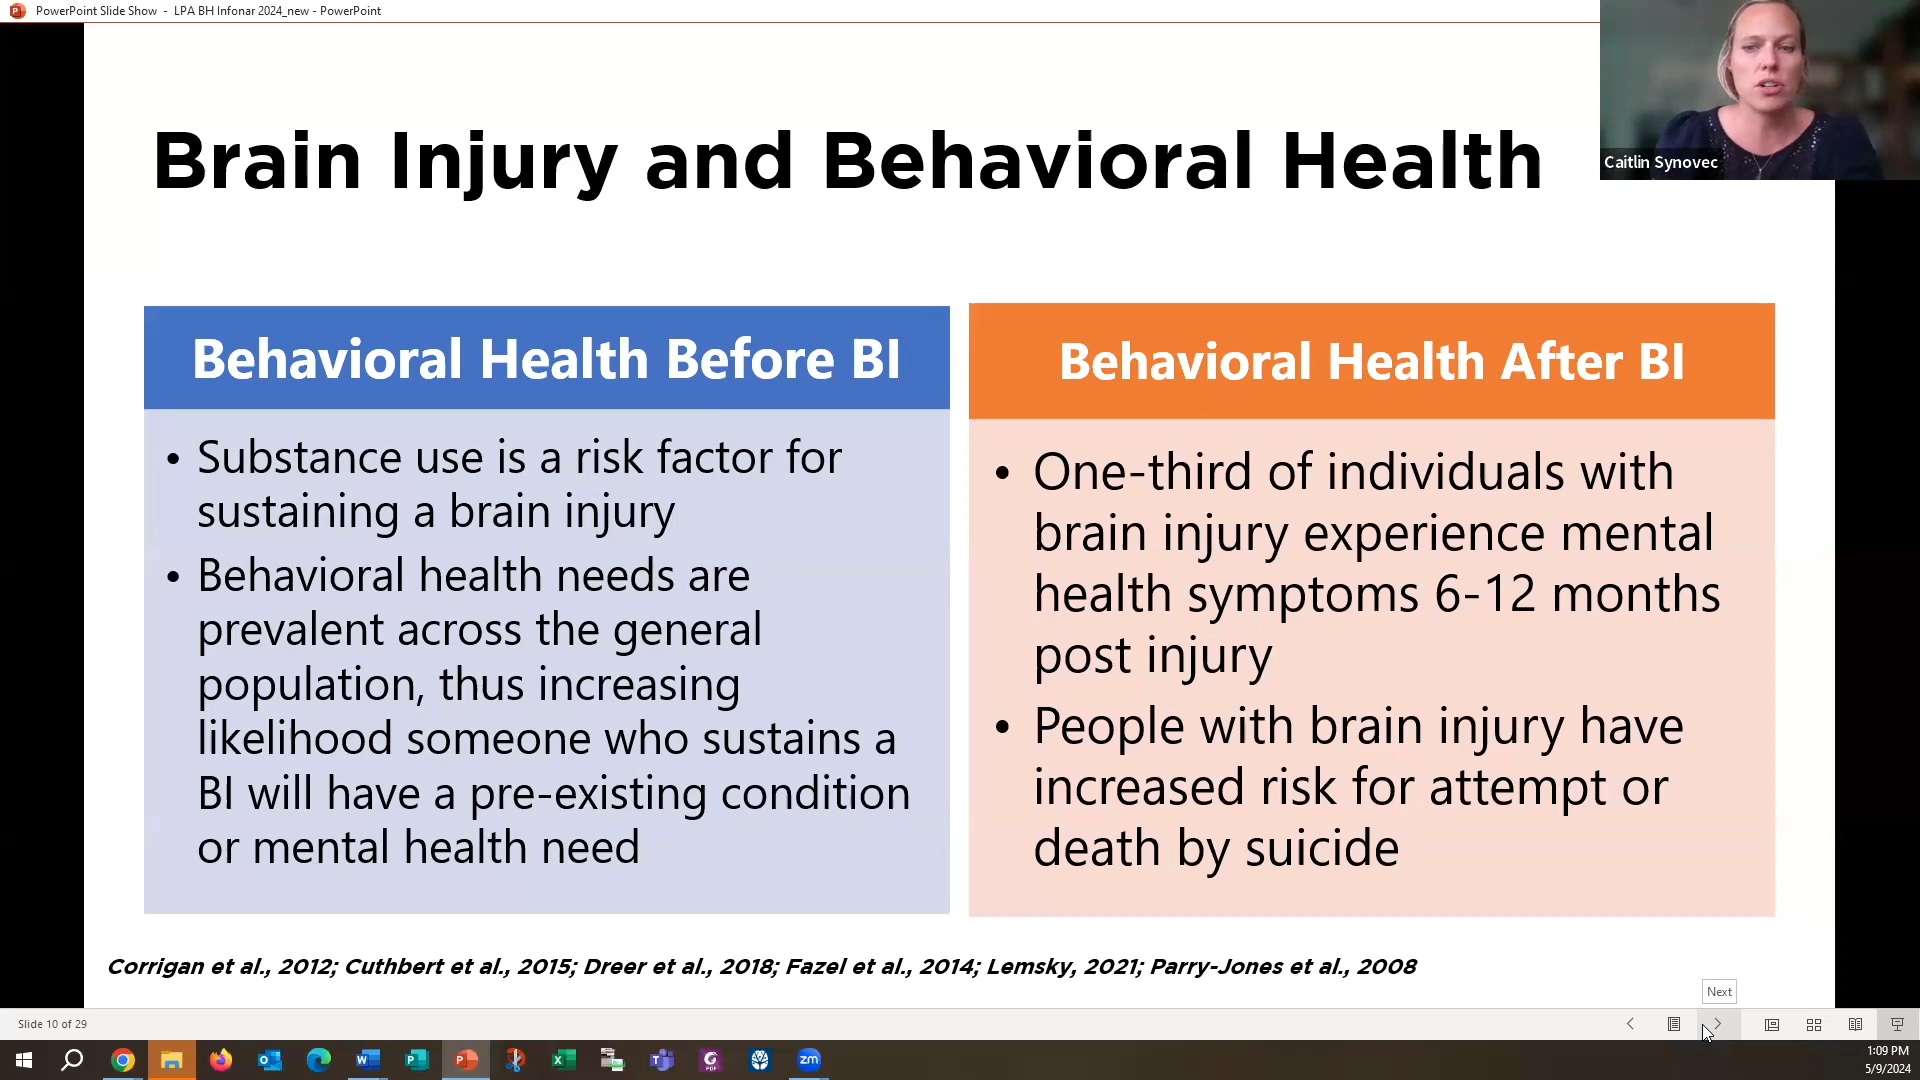 PowerPoint Slide Show - LPA BH Infonar 2024_new - PowerPoint
Caitlin Synovec
Brain Injury and Behavioral Health
Behavioral Health Before BI
• Substance use is a risk factor for
sustaining a brain injury
• Behavioral health needs are
prevalent across the general
population, thus increasing
likelihood someone who sustains a
BI will have a pre-existing condition
or mental health need
Behavioral Health After BI
• One-third of individuals with
brain injury experience mental
health symptoms 6-12 months
post injury
• People with brain injury have
increased risk for attempt or
death by suicide
Corrigan et al., 2012; Cuthbert et al., 2015; Dreer et al., 2018; Fazel et al., 2014; Lemsky, 2021; Parry-Jones et al., 2008
Next
Slide 10 of 29
zm
1:09 PM
5/9/2024